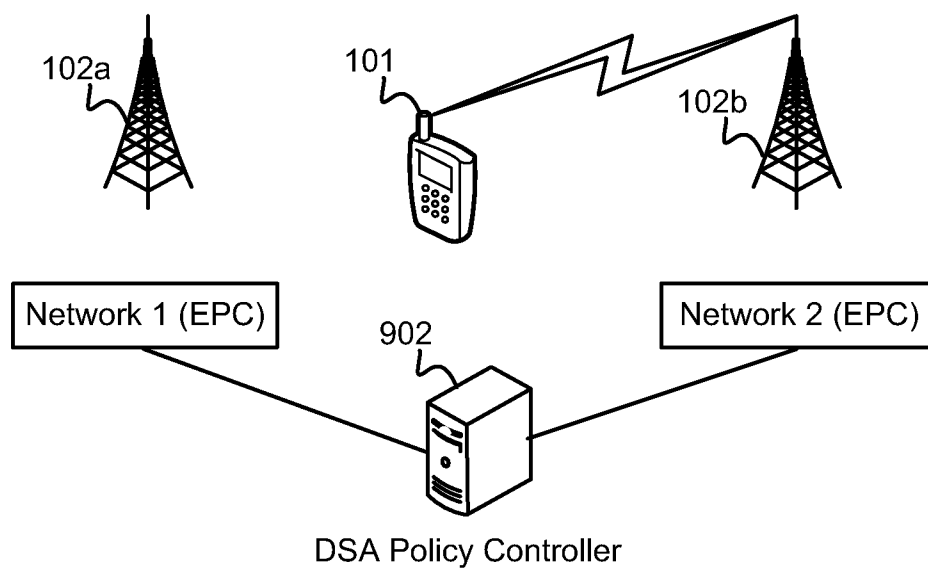 102a
101
102b
Network 1 (EPC)
Network 2 (EPC)
902
DSA Policy Controller